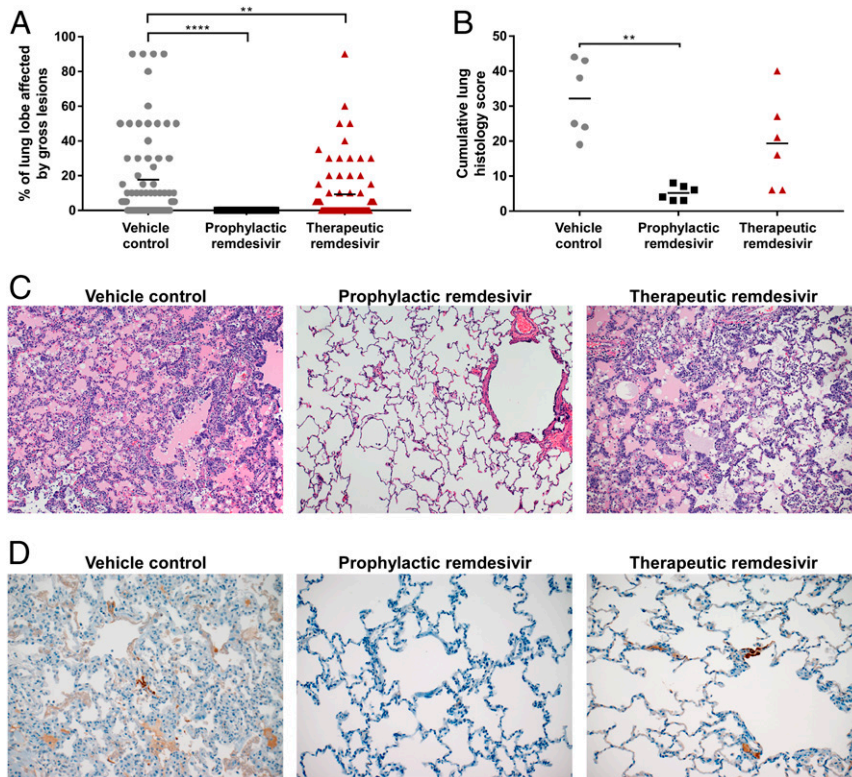 A
**
****
% of lung lobe affected
by gross lesions
100
80
60
40
20
0
Vehicle
control
Prophylactic
remdesivir
Therapeutic
remdesivir
B
**
Cumulative lung
histology score
50
40
30
20
10
0
Vehicle
control
Prophylactic
remdesivir
Therapeutic
remdesivir
C
Vehicle control
Prophylactic remdesivir
Therapeutic remdesivir
D
Vehicle control
Prophylactic remdesivir
Therapeutic remdesivir